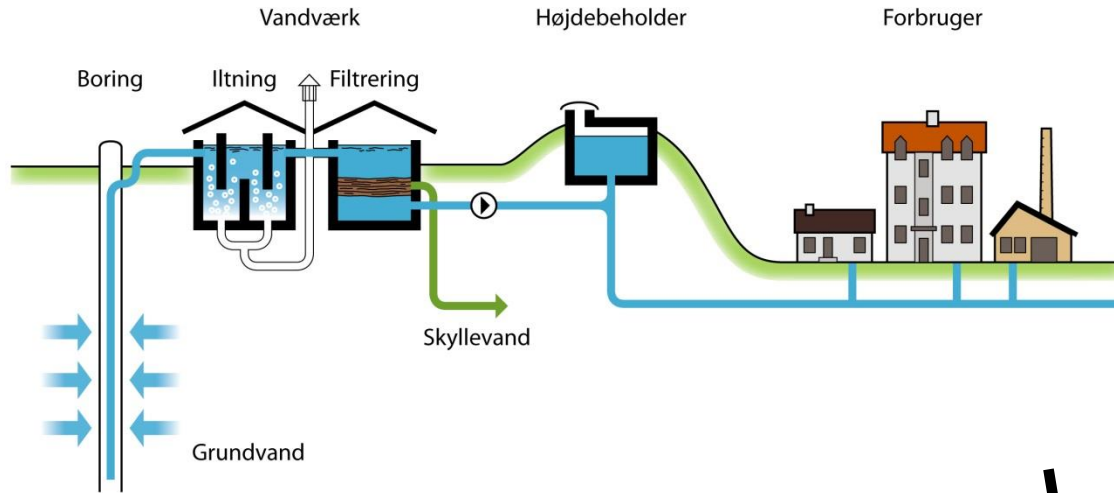 Vandværk
Højdebeholder
Forbruger
Boring
Iltning
Filtrering
Skyllevand
Grundvand